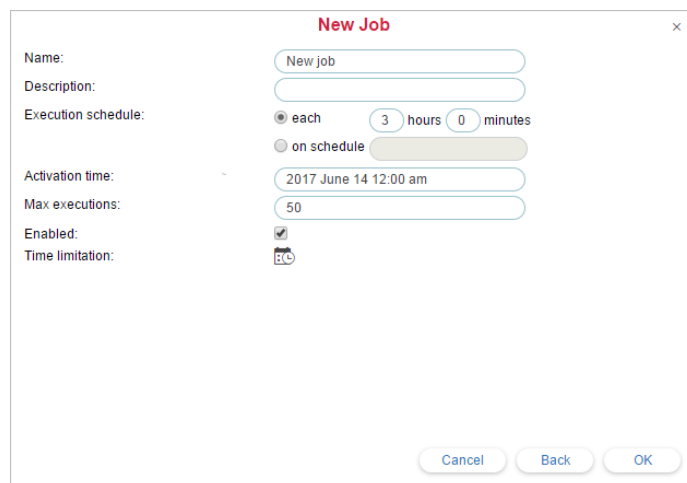 New Job
×
Name: New job
Description:
Execution schedule: each 3 hours 0 minutes
on schedule
Activation time: 2017 June 14 12:00 am
Max executions: 50
Enabled:
Time limitation:
Cancel Back OK